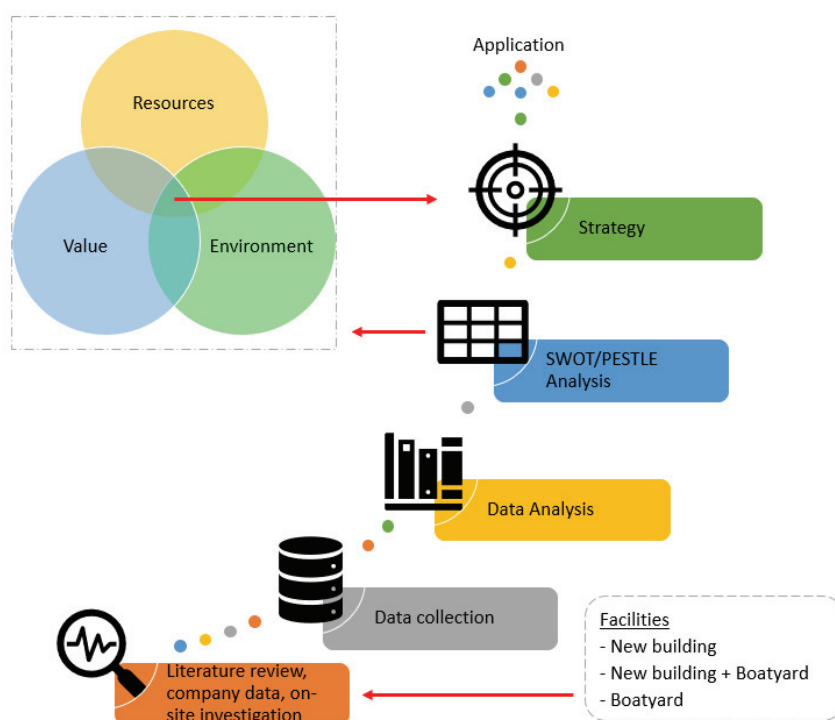 Application
Resources
Value
Environment
Strategy
SWOT/PESTLE
Analysis
Data Analysis
Data collection
Literature review,
company data, on-
site investigation
Facilities
- New building
- New building + Boatyard
- Boatyard